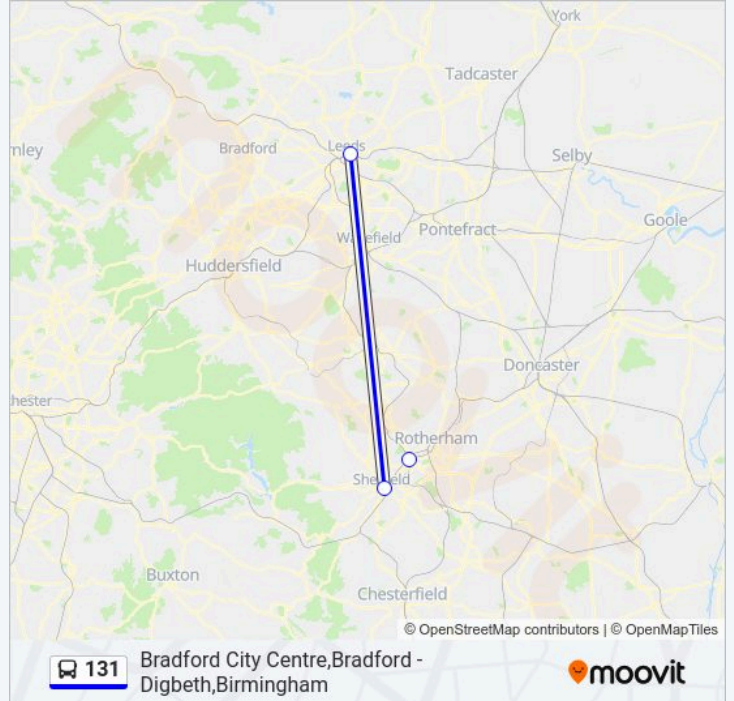 York
Tadcaster
nley
Bradford
Leeds
Selby
Goole
Pontefract
Wakefield
Huddersfield
Doncaster
hester
Rotherham
Sheffield
Buxton
Chesterfield
© OpenStreetMap contributors | © OpenMapTiles
131
Bradford City Centre,Bradford -
Digbeth,Birmingham
moovit